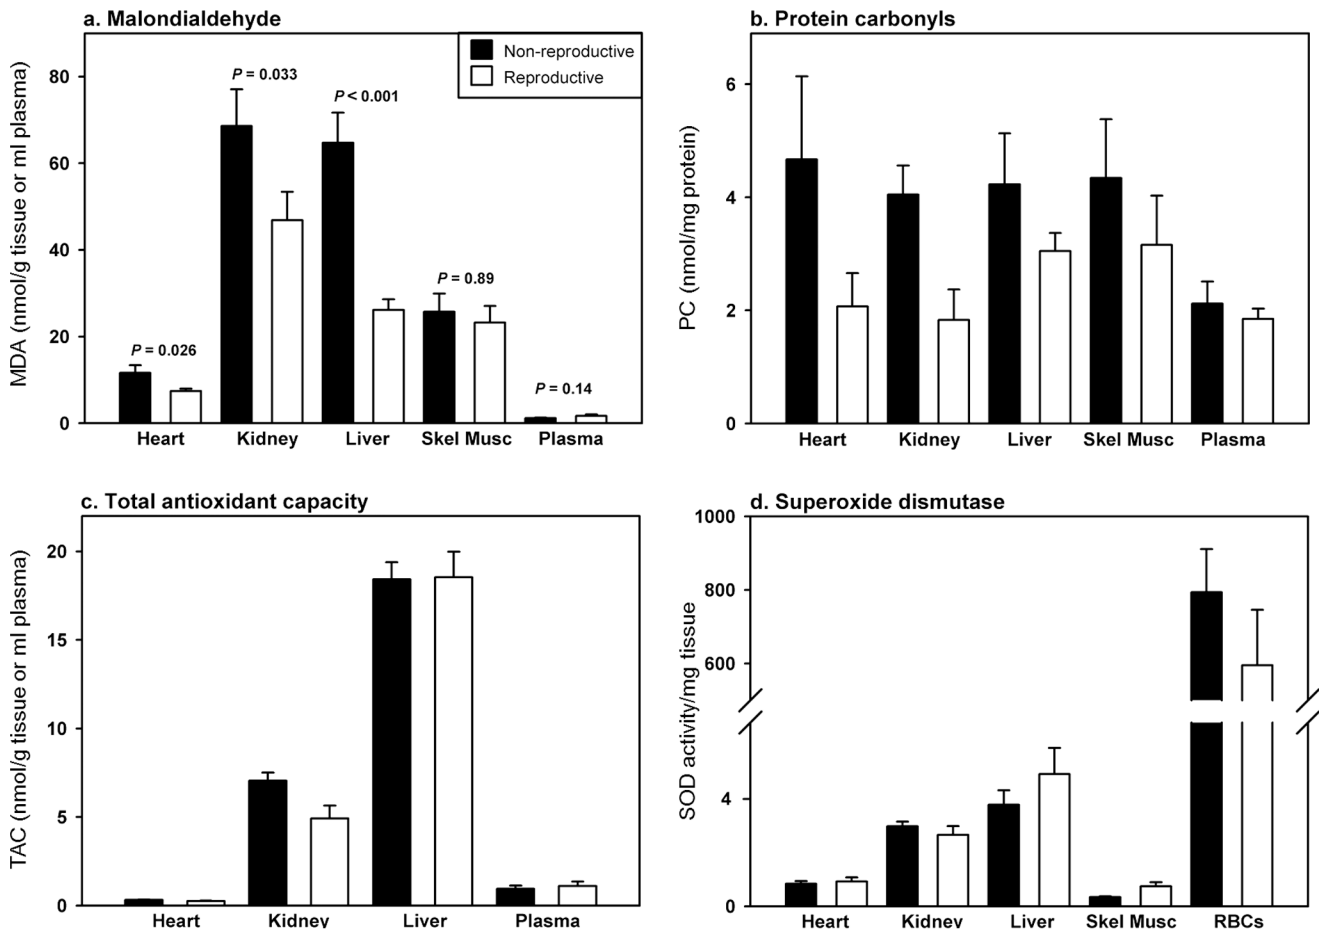 a. Malondialdehyde
MDA (nmol/g tissue or ml plasma)
80
60
40
20
0
Non-reproductive
Reproductive
P = 0.033
P < 0.001
P = 0.89
P = 0.026
P = 0.14
Heart Kidney Liver Skel Musc Plasma
b. Protein carbonyls
PC (nmol/mg protein)
6
4
2
0
Heart Kidney Liver Skel Musc Plasma
c. Total antioxidant capacity
TAC (nmol/g tissue or ml plasma)
20
15
10
5
0
Heart Kidney Liver Plasma
d. Superoxide dismutase
SOD activity/mg tissue
1000
800
600
4
0
Heart Kidney Liver Skel Musc RBCs